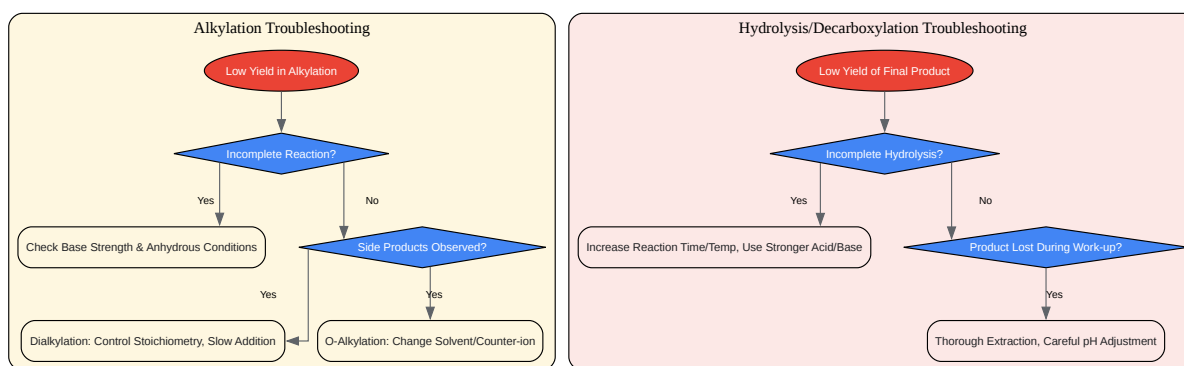 Alkylation Troubleshooting
Low Yield in Alkylation
Incomplete Reaction?
Yes
No
Check Base Strength & Anhydrous Conditions
Side Products Observed?
Yes
Yes
Dialkylation: Control Stoichiometry, Slow Addition
O-Alkylation: Change Solvent/Counter-ion
Hydrolysis/Decarboxylation Troubleshooting
Low Yield of Final Product
Incomplete Hydrolysis?
Yes
No
Increase Reaction Time/Temp, Use Stronger Acid/Base
Product Lost During Work-up?
Yes
Thorough Extraction, Careful pH Adjustment